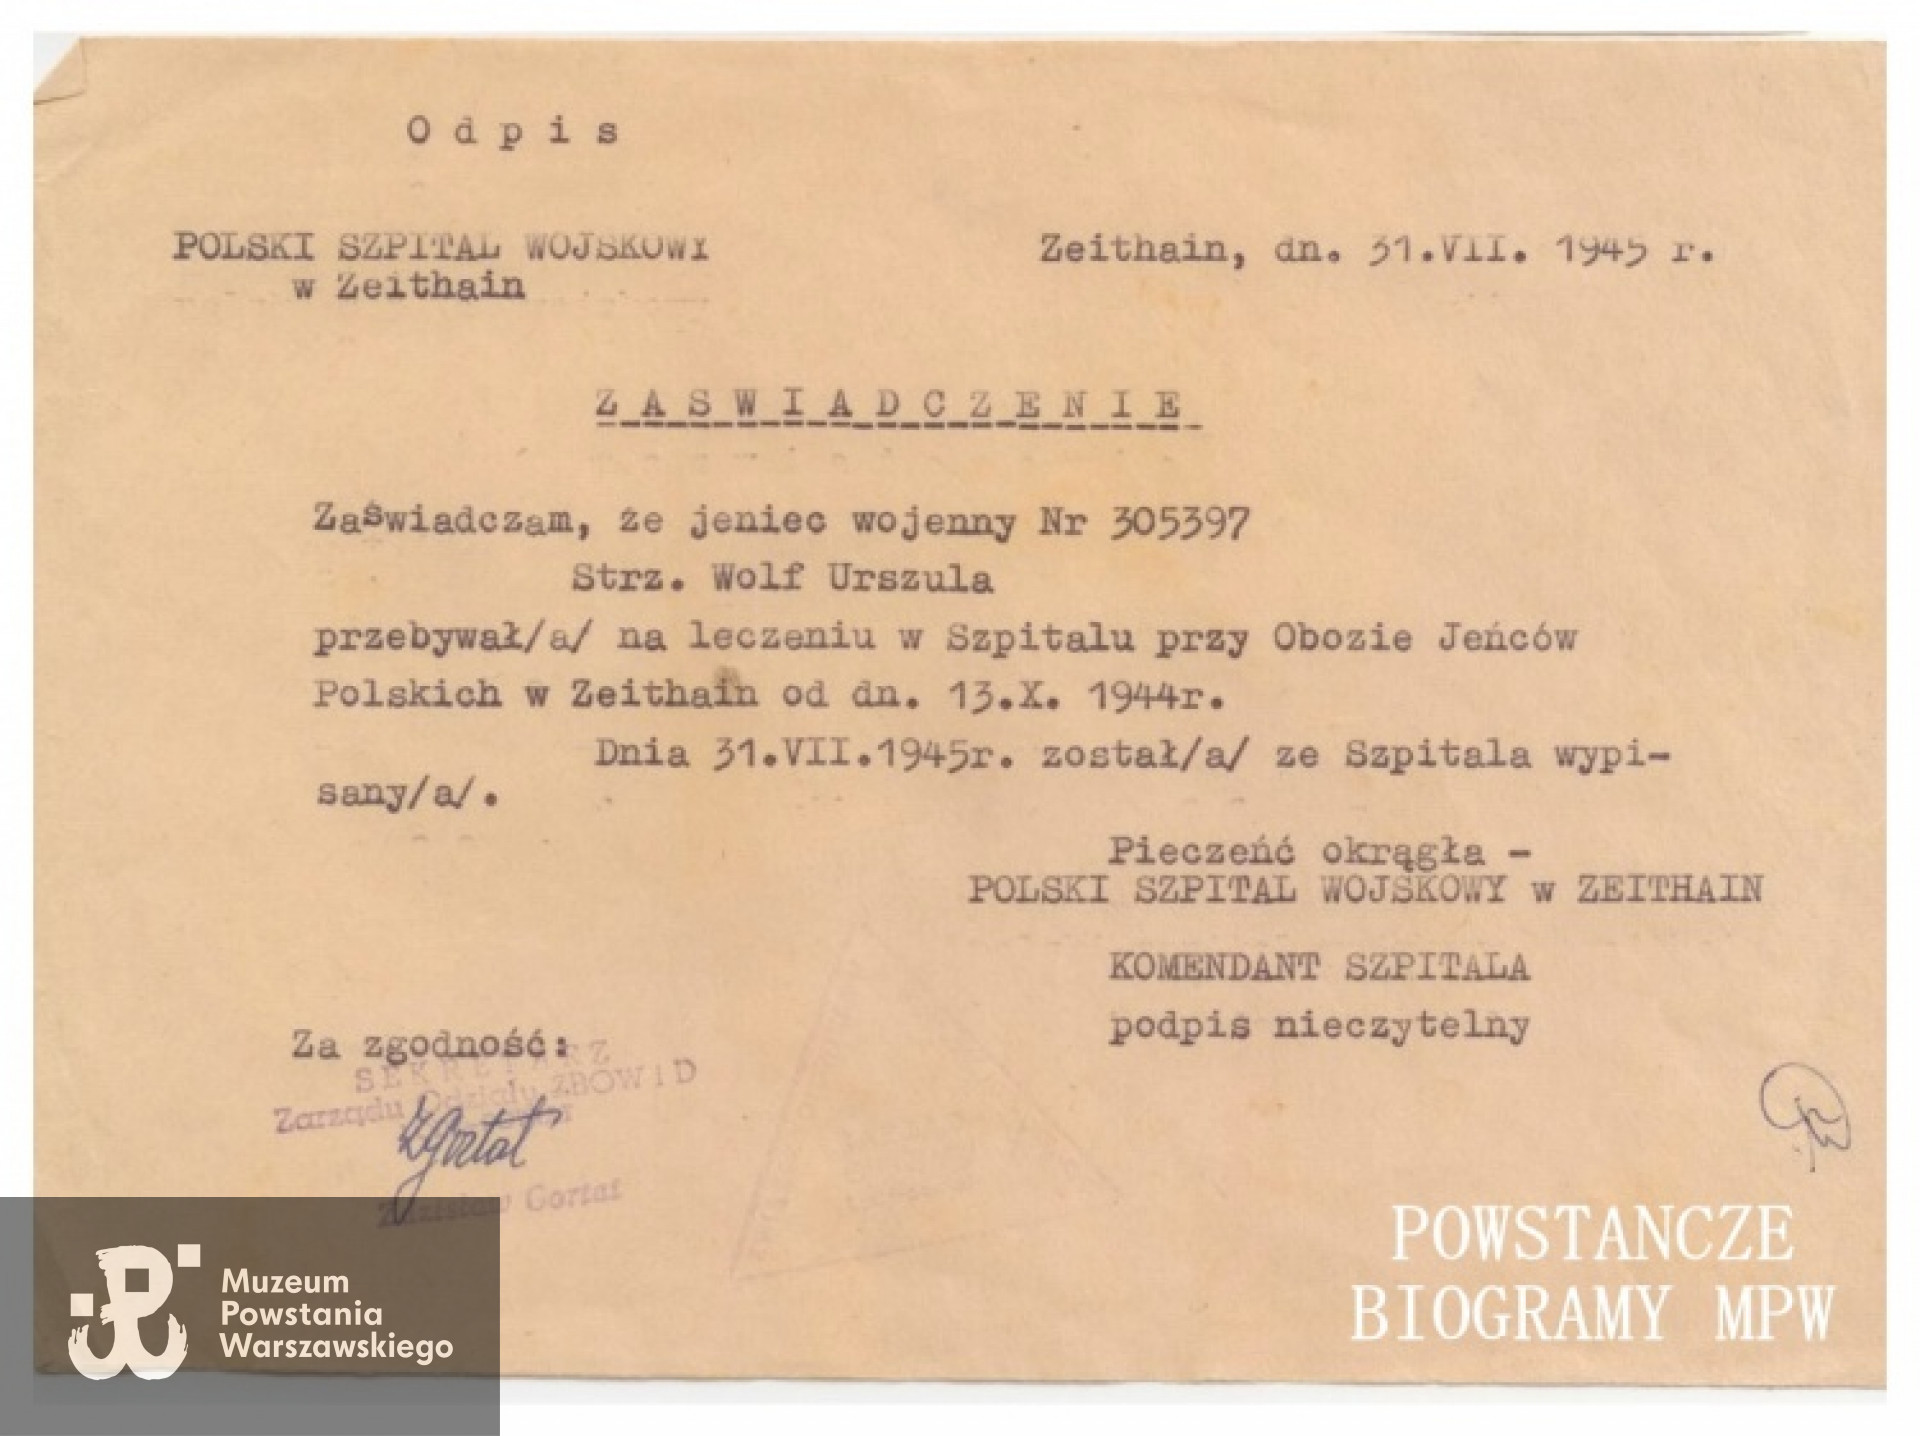 O d p i s
POLSKI SZPITAL WOJSKOWY
w Zeithain
Zeithain, dn. 31.VII. 1945 r.
Z A S W I A D C Z E N I E
Zaświadczam, że jeniec wojenny Nr 305397
Strz. Wolf Urszula
przebywał/a/ na leczeniu w Szpitalu przy Obozie Jeńców
Polskich w Zeithain od dn. 13.X. 1944r.
Dnia 31.VII.1945r. został/a/ ze Szpitala wypi-
sany/a/.
Pieczeńć okrągła -
POLSKI SZPITAL WOJSKOWY w ZEITHAIN
KOMENDANT SZPITALA
podpis nieczytelny
Za zgodność:
SEKRETARZ
Zarządu Oddziału ZBOWiD
ZGortat
Zdzisław Gortat
Muzeum
Powstania
Warszawskiego
POWSTAŃCZE
BIOGRAMY MPW